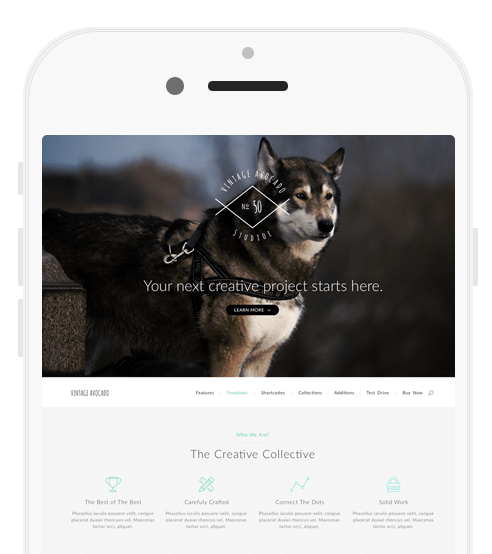 VINTAGE AVOCADO
No 50
STUDIOE
Your next creative project starts here.
LEARN MORE →
VINTAGE AVOCADO
Features Templates Shortcodes Collections Additions Test Drive Buy Now
Who We Are?
The Creative Collective
The Best of The Best
Carefuly Crafted
Connect The Dots
Solid Work
Phasellus iaculis posuere velit, congue
placerat duawi rhoncus vel. Maecenas
tortor orci, aliquet.
Phasellus iaculis posuere velit, congue
placerat duawi rhoncus vel. Maecenas
tortor orci, aliquet.
Phasellus iaculis posuere velit, congue
placerat duawi rhoncus vel. Maecenas
tortor orci, aliquet.
Phasellus iaculis posuere velit, congue
placerat duawi rhoncus vel. Maecenas
tortor orci, aliquet.